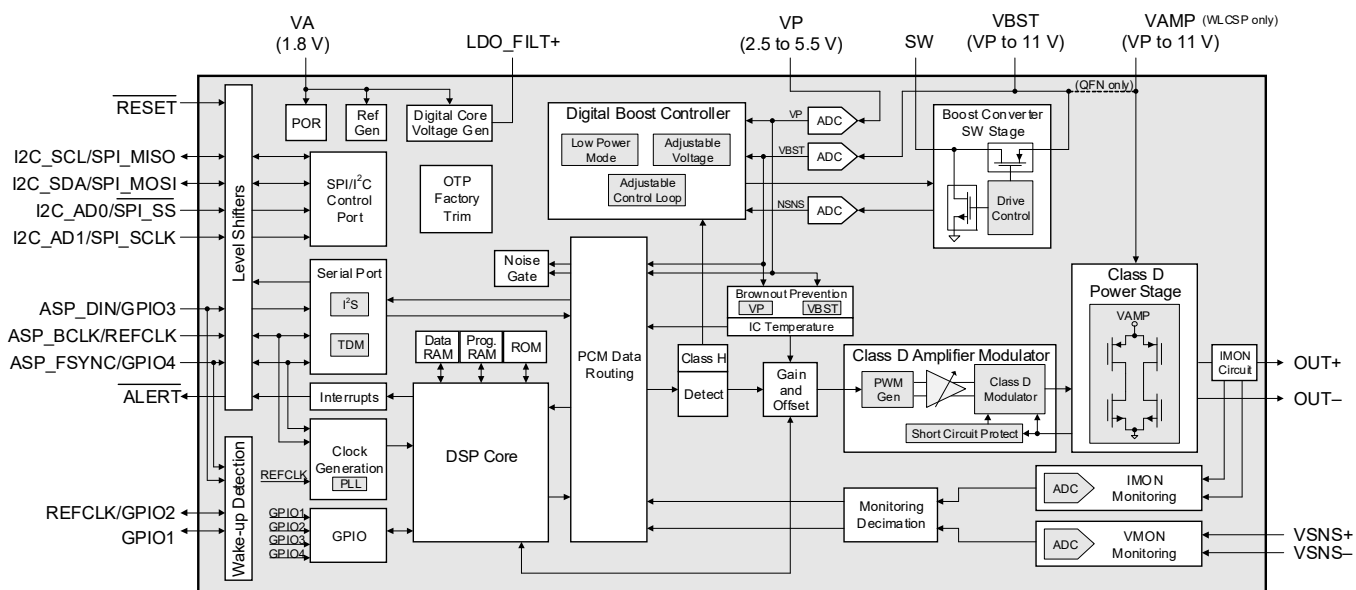 VA
(1.8 V)
LDO_FILT+
VP
(2.5 to 5.5 V)
SW
VBST
(VP to 11 V)
VAMP (WLCSP only)
(VP to 11 V)
(QFN only)
RESET
I2C_SCL/SPI_MISO
I2C_SDA/SPI_MOSI
I2C_AD0/SPI_SS
I2C_AD1/SPI_SCLK
ASP_DIN/GPIO3
ASP_BCLK/REFCLK
ASP_FSYNC/GPIO4
ALERT
REFCLK/GPIO2
GPIO1
Level Shifters
Wake-up Detection
POR
Ref
Gen
Digital Core
Voltage Gen
SPI/I²C
Control
Port
OTP
Factory
Trim
Serial Port
I²S
TDM
Interrupts
Clock
Generation
PLL
REFCLK
GPIO1
GPIO2
GPIO3
GPIO4
GPIO
Data
RAM
Prog.
RAM
ROM
DSP Core
Noise
Gate
PCM Data
Routing
Digital Boost Controller
Low Power
Mode
Adjustable
Voltage
Adjustable
Control Loop
VP
ADC
VBST
ADC
NSNS
ADC
Boost Converter
SW Stage
Drive
Control
Brownout Prevention
VP
VBST
IC Temperature
Class H
Detect
Gain
and
Offset
Class D Amplifier Modulator
PWM
Gen
Class D
Modulator
Short Circuit Protect
Class D
Power Stage
VAMP
IMON
Circuit
OUT+
OUT–
Monitoring
Decimation
ADC
IMON
Monitoring
ADC
VMON
Monitoring
VSNS+
VSNS–